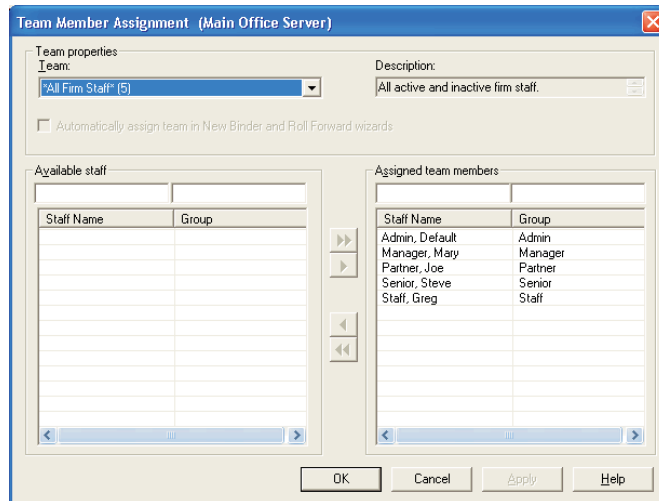 Team Member Assignment (Main Office Server)
Team properties
Team: Description:
*All Firm Staff* (5) All active and inactive firm staff.
Automatically assign team in New Binder and Roll Forward wizards
Available staff Assigned team members
Staff Name Group Staff Name Group
Admin, Default Admin
Manager, Mary Manager
Partner, Joe Partner
Senior, Steve Senior
Staff, Greg Staff
OK Cancel Apply Help